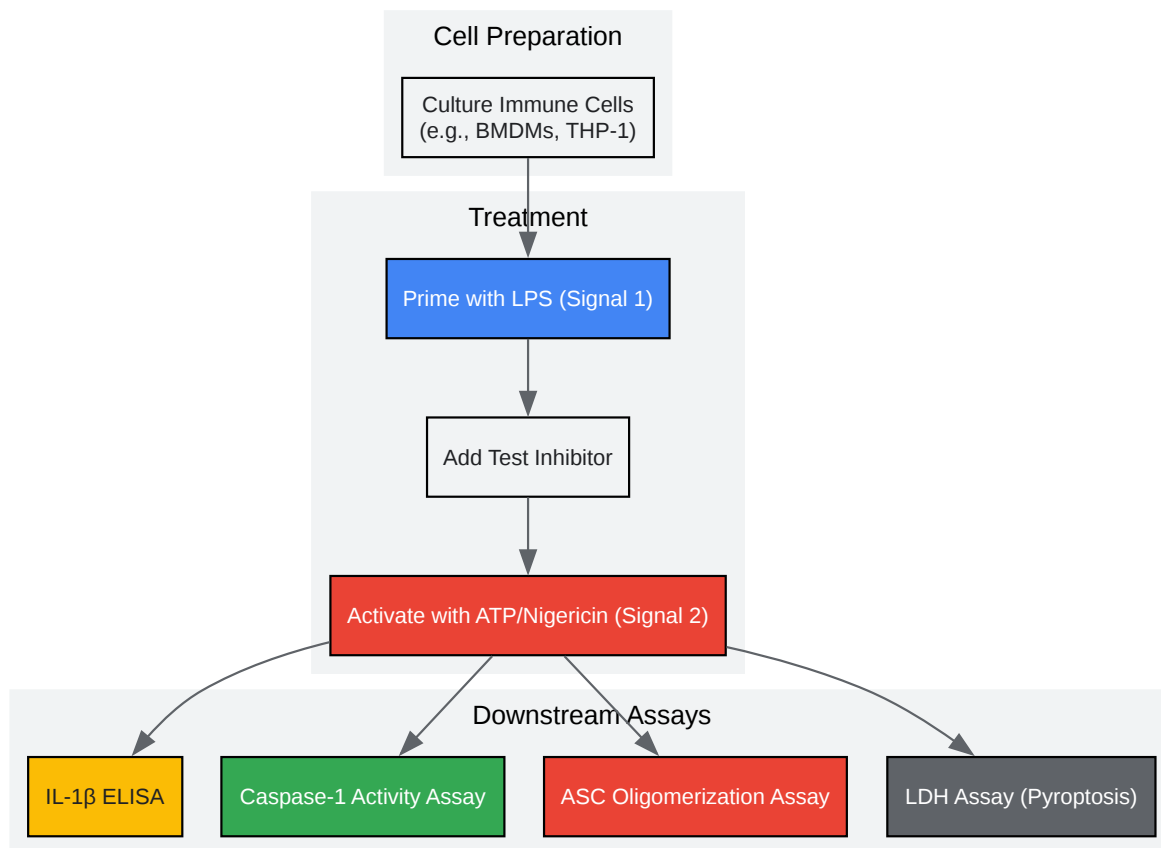 Cell Preparation
Culture Immune Cells
(e.g., BMDMs, THP-1)
Treatment
Prime with LPS (Signal 1)
Add Test Inhibitor
Activate with ATP/Nigericin (Signal 2)
Downstream Assays
IL-1β ELISA
Caspase-1 Activity Assay
ASC Oligomerization Assay
LDH Assay (Pyroptosis)